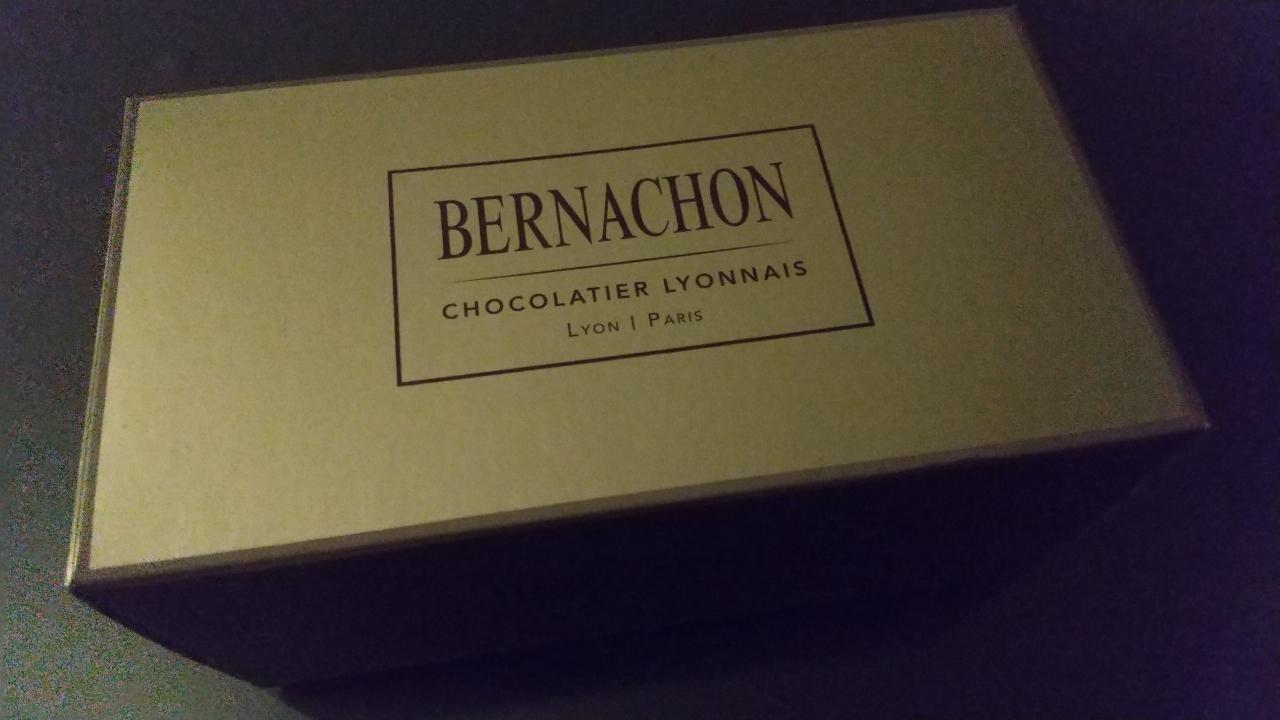 BERNACHON
CHOCOLATIER LYONNAIS
LYON | PARIS